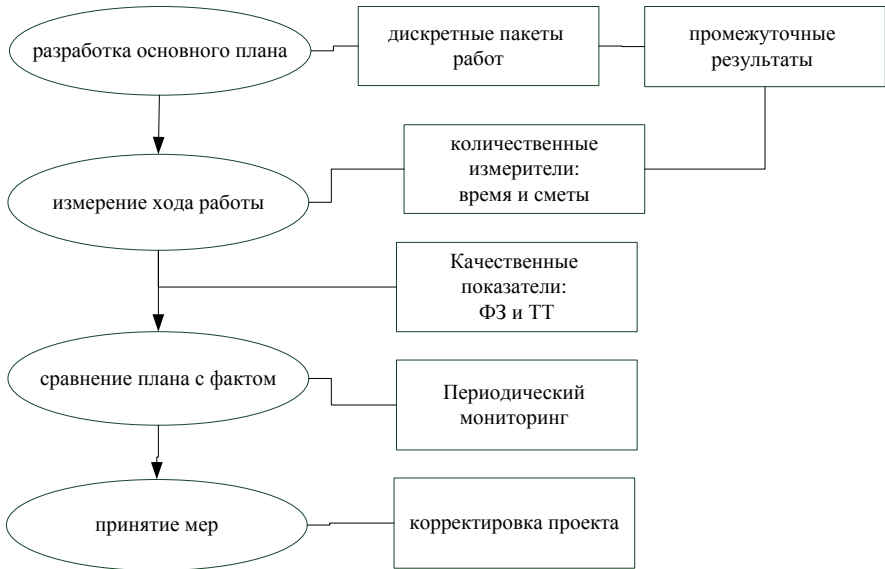 разработка основного плана
дискретные пакеты
работ
промежуточные
результаты
измерение хода работы
количественные
измерители:
время и сметы
Качественные
показатели:
ФЗ и ТТ
сравнение плана с фактом
Периодический
мониторинг
принятие мер
корректировка проекта